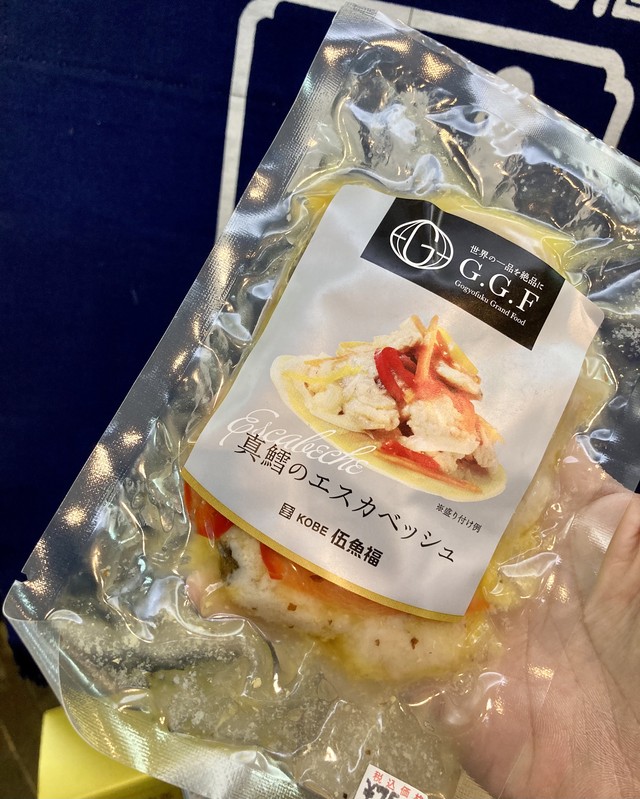 世界の一品を絶品に
G.G.F
Gogyofuku Grand Food
Escabeche
真鱈のエスカベッシュ
※盛り付け例
KOBE 伍魚福
税込価格